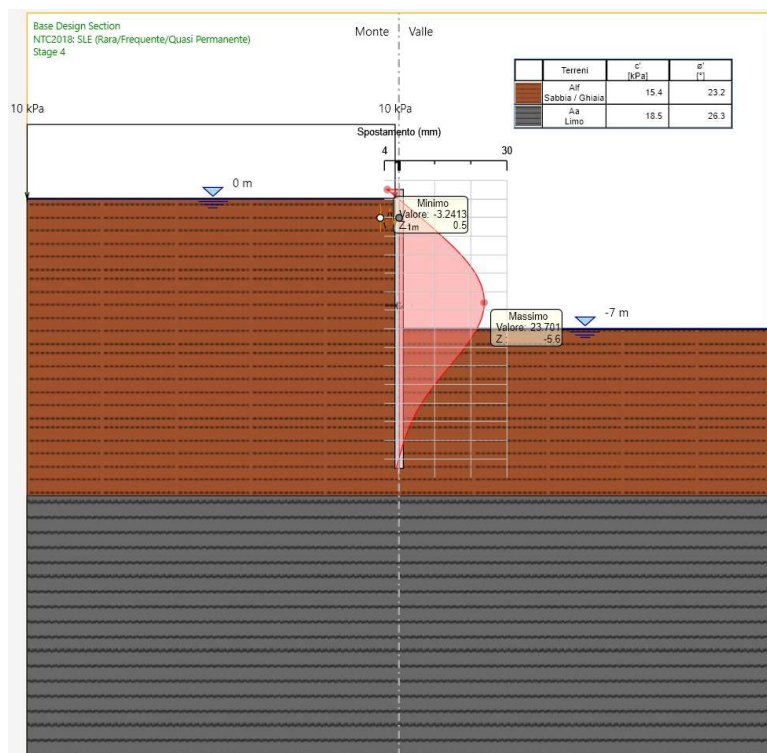 Base Design Section
NTC2018: SLE (Rara/Frequente/Quasi Permanente)
Stage 4
Monte
Valle
Terreni c' [kPa] ø' [°]
Alf
Sabbia / Ghiaia 15.4 23.2
Aa
Limo 18.5 26.3
10 kPa
10 kPa
Spostamento (mm)
4 30
0 m
Minimo
Valore: -3.2413
Z 0.5
1m
-7 m
Massimo
Valore: 23.701
Z : -5.6